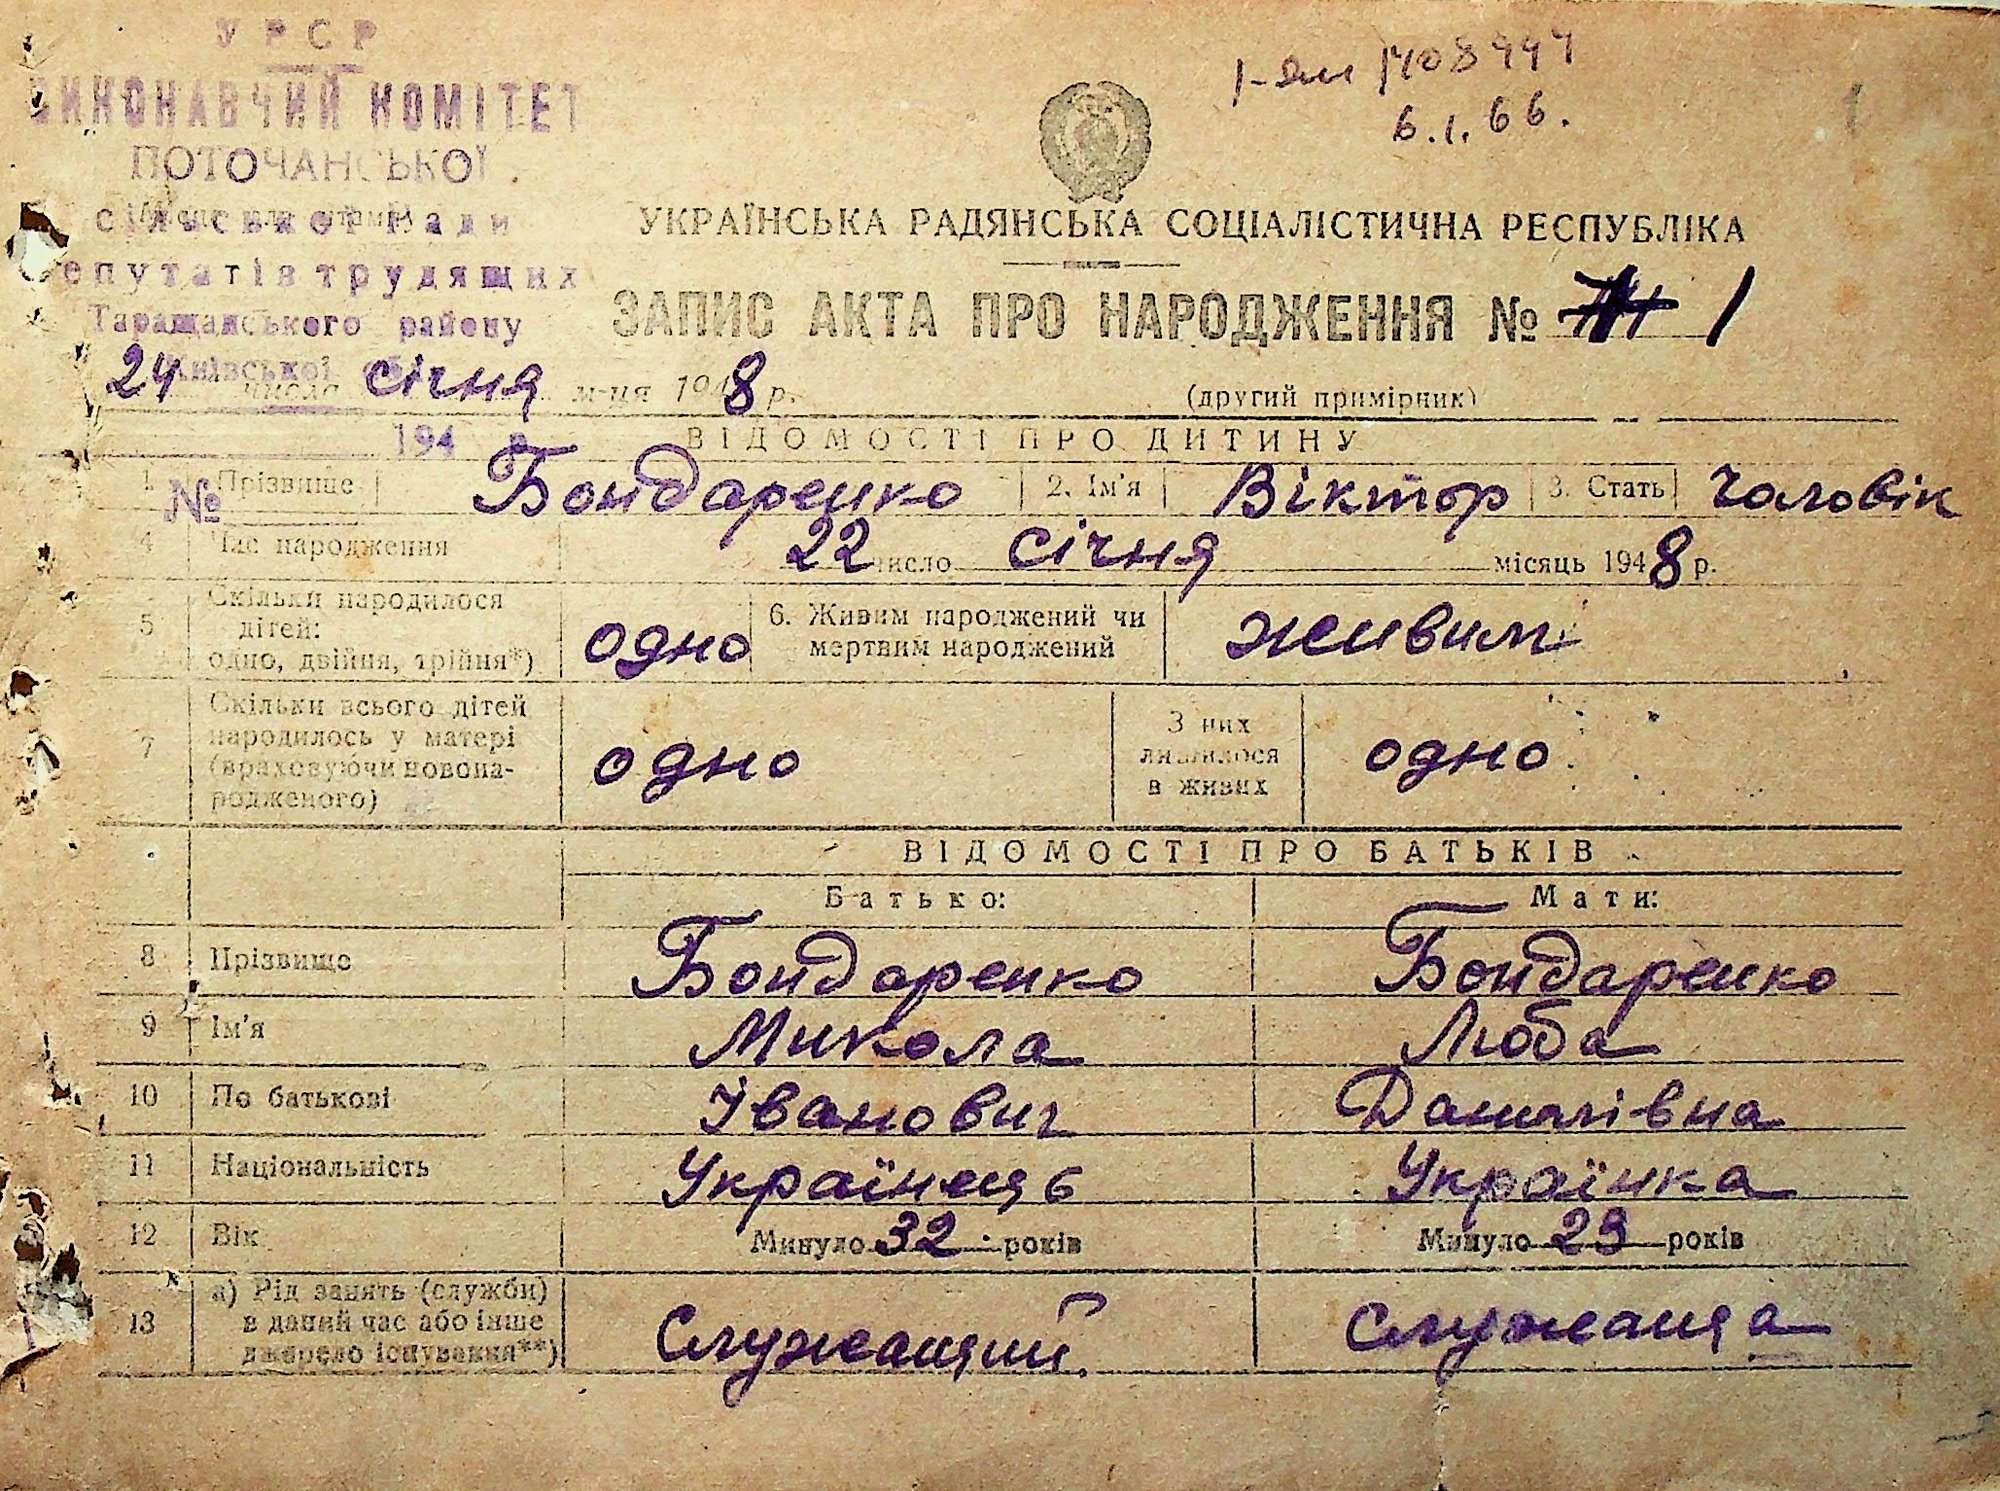 УРСР
ВИКОНАВЧИЙ КОМІТЕТ
ПОТОЧАНСЬКОЇ
сільської Ради
депутатів трудящих
Таращанського району
Київської
194 р.
№
1708444
6.1.66.
1
УКРАЇНСЬКА РАДЯНСЬКА СОЦІАЛІСТИЧНА РЕСПУБЛІКА
ЗАПИС АКТА ПРО НАРОДЖЕННЯ № 1
24 числа січня м-ця 1948 р. (другий примірник)
ВІДОМОСТІ ПРО ДИТИНУ
1 Прізвище Бондаренко 2. Ім'я Віктор 3. Стать Чоловік
4 Час народження 22 число січня місяць 1948 р.
5 Скільки народилося дітей: одно, двійня, трійня*) одно 6. Живим народжений чи мертвим народжений живим
7 Скільки всього дітей народилось у матері (враховуючи новонародженого) одно З них лишилося в живих одно
ВІДОМОСТІ ПРО БАТЬКІВ
Батько: Мати:
8 Прізвище Бондаренко Бондаренко
9 Ім'я Микола Люба
10 По батькові Іванович Данилівна
11 Національність Українець Українка
12 Вік Минуло 32 років Минуло 23 років
13 а) Рід занять (служби) в даний час або інше джерело існування**) Служащий Служаща